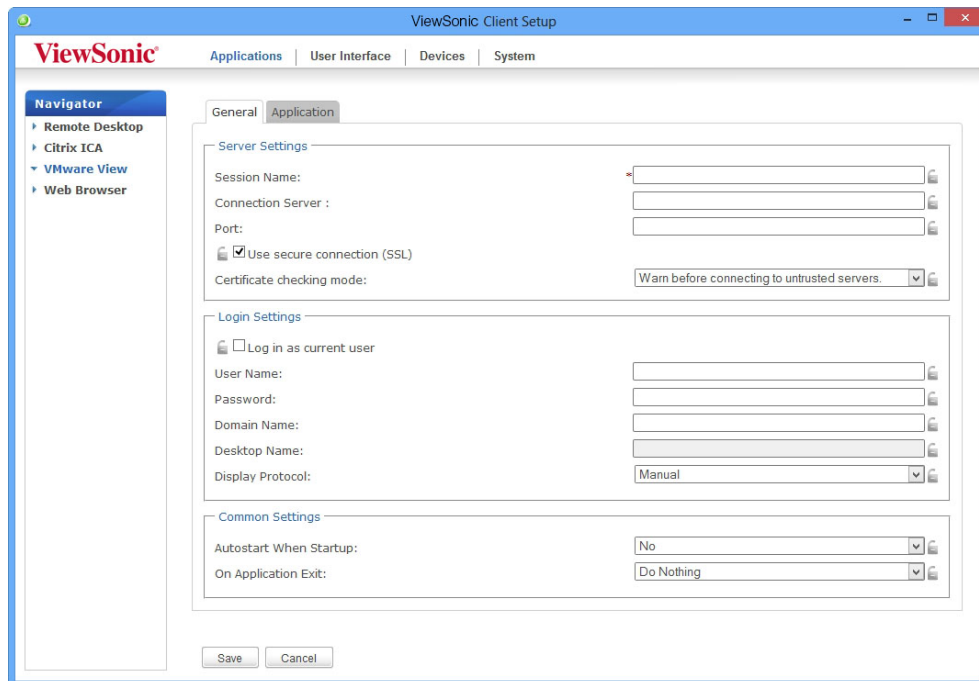 ViewSonic Client Setup
ViewSonic®
Applications | User Interface | Devices | System
Navigator
Remote Desktop
Citrix ICA
VMware View
Web Browser
General Application
Server Settings
Session Name: *
Connection Server :
Port:
Use secure connection (SSL)
Certificate checking mode: Warn before connecting to untrusted servers.
Login Settings
Log in as current user
User Name:
Password:
Domain Name:
Desktop Name:
Display Protocol: Manual
Common Settings
Autostart When Startup: No
On Application Exit: Do Nothing
Save Cancel